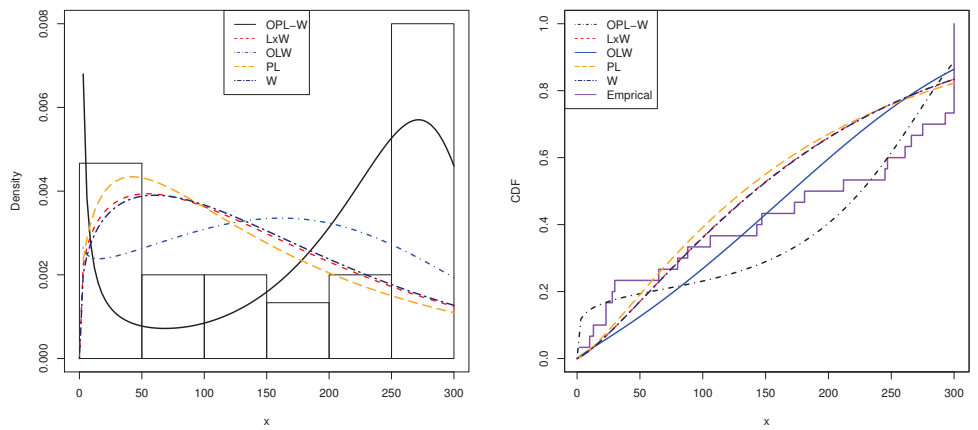 OPL−W
LxW
OLW
PL
W
Density
0.000
0.002
0.004
0.006
0.008
0 50 100 150 200 250 300
x
OPL−W
LxW
OLW
PL
W
Emprical
CDF
0.0
0.2
0.4
0.6
0.8
1.0
0 50 100 150 200 250 300
x